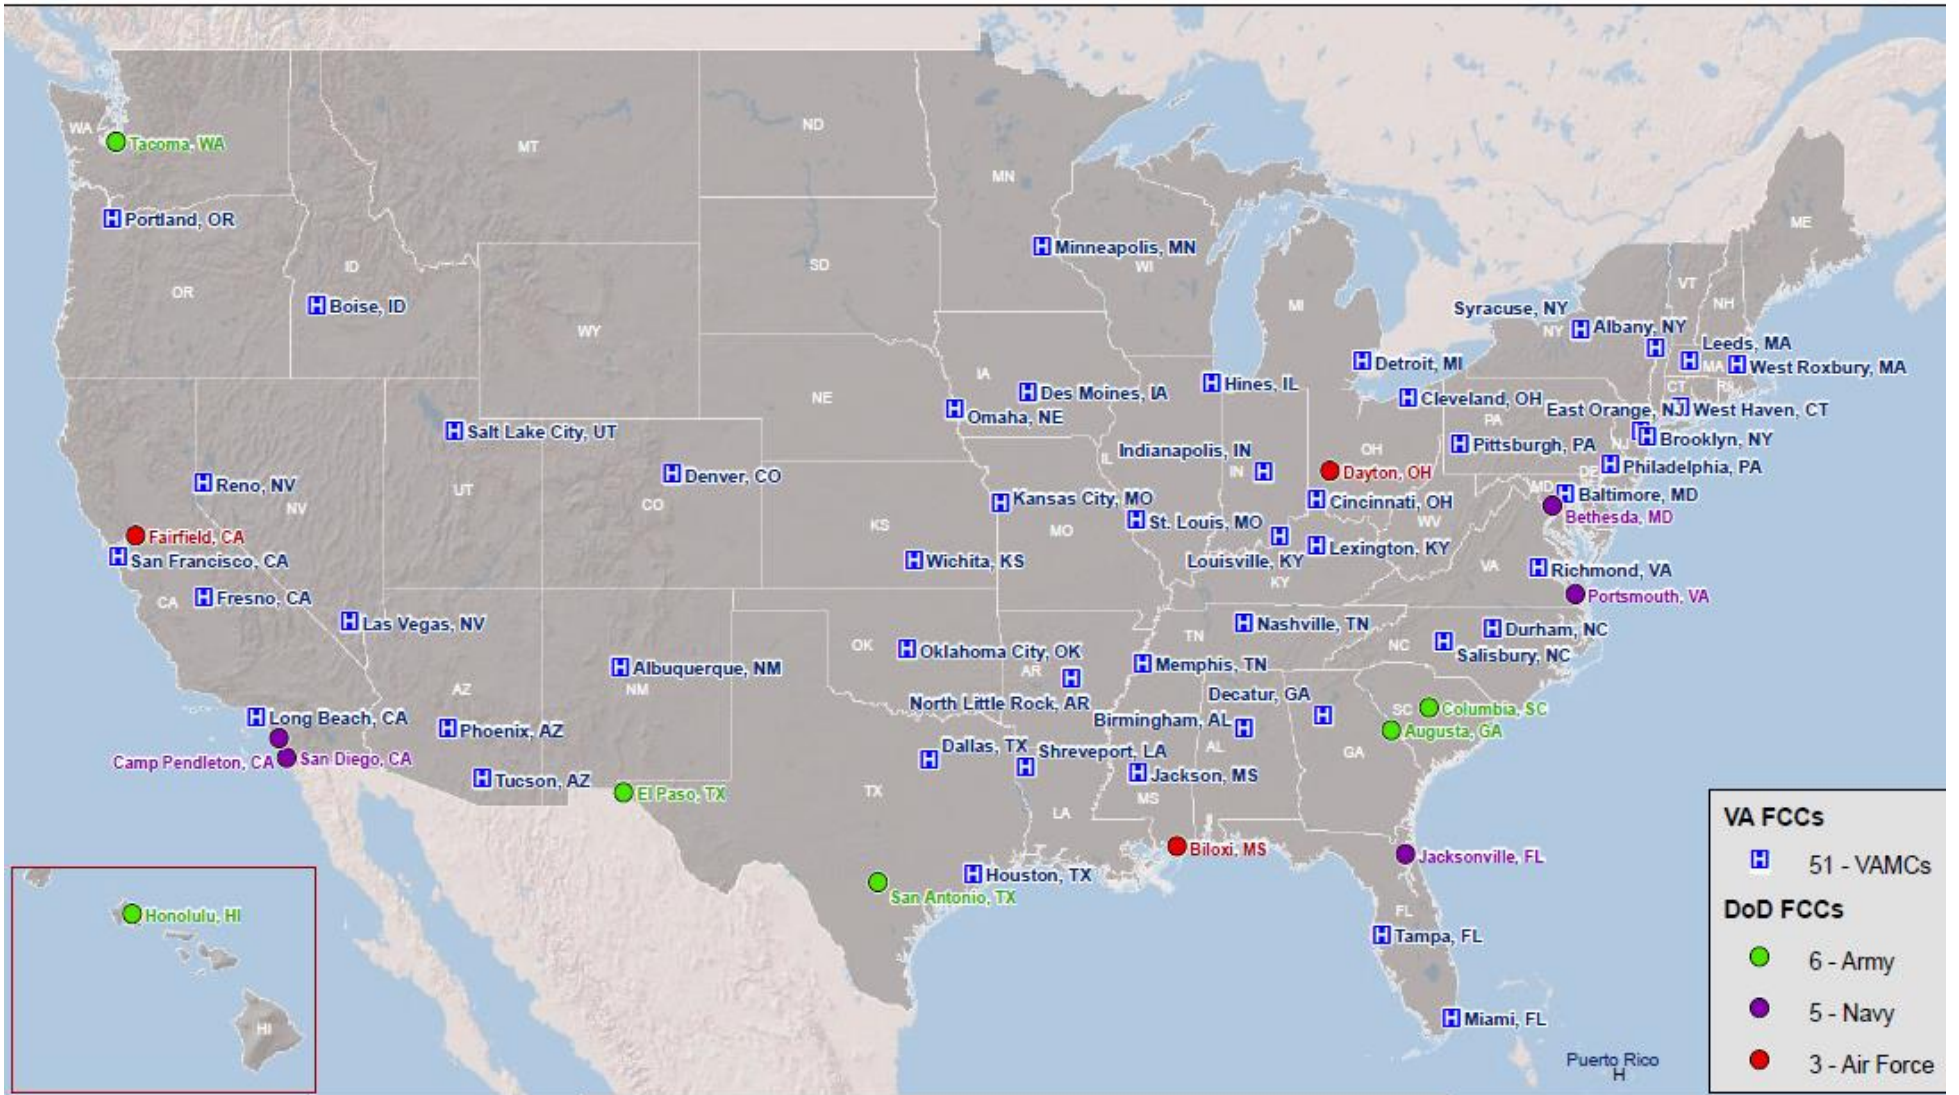 WA
Tacoma, WA
MT
ND
MN
ME
Portland, OR
Minneapolis, MN
WI
SD
ID
OR
Boise, ID
WY
MI
VT
NH
Syracuse, NY
NY
Albany, NY
Leeds, MA
MA
West Roxbury, MA
Detroit, MI
IA
Des Moines, IA
Hines, IL
NE
Omaha, NE
Cleveland, OH
CT
East Orange, NJ
West Haven, CT
PA
Salt Lake City, UT
Indianapolis, IN
IL
IN
OH
Pittsburgh, PA
NJ
Brooklyn, NY
Philadelphia, PA
DE
Denver, CO
Dayton, OH
Reno, NV
NV
UT
CO
Kansas City, MO
Cincinnati, OH
MD
Baltimore, MD
Bethesda, MD
KS
MO
St. Louis, MO
WV
Fairfield, CA
San Francisco, CA
Wichita, KS
Louisville, KY
Lexington, KY
KY
VA
Richmond, VA
Portsmouth, VA
CA
Fresno, CA
Las Vegas, NV
Nashville, TN
TN
Durham, NC
NC
Salisbury, NC
OK
Oklahoma City, OK
Memphis, TN
Albuquerque, NM
NM
AR
North Little Rock, AR
Decatur, GA
AZ
Long Beach, CA
Phoenix, AZ
Birmingham, AL
AL
SC
Columbia, SC
Augusta, GA
GA
Camp Pendleton, CA
San Diego, CA
Dallas, TX
Shreveport, LA
Jackson, MS
MS
Tucson, AZ
El Paso, TX
TX
LA
Biloxi, MS
Jacksonville, FL
Houston, TX
San Antonio, TX
FL
Tampa, FL
Honolulu, HI
HI
Miami, FL
Puerto Rico
H
VA FCCs
H 51 - VAMCs
DoD FCCs
6 - Army
5 - Navy
3 - Air Force